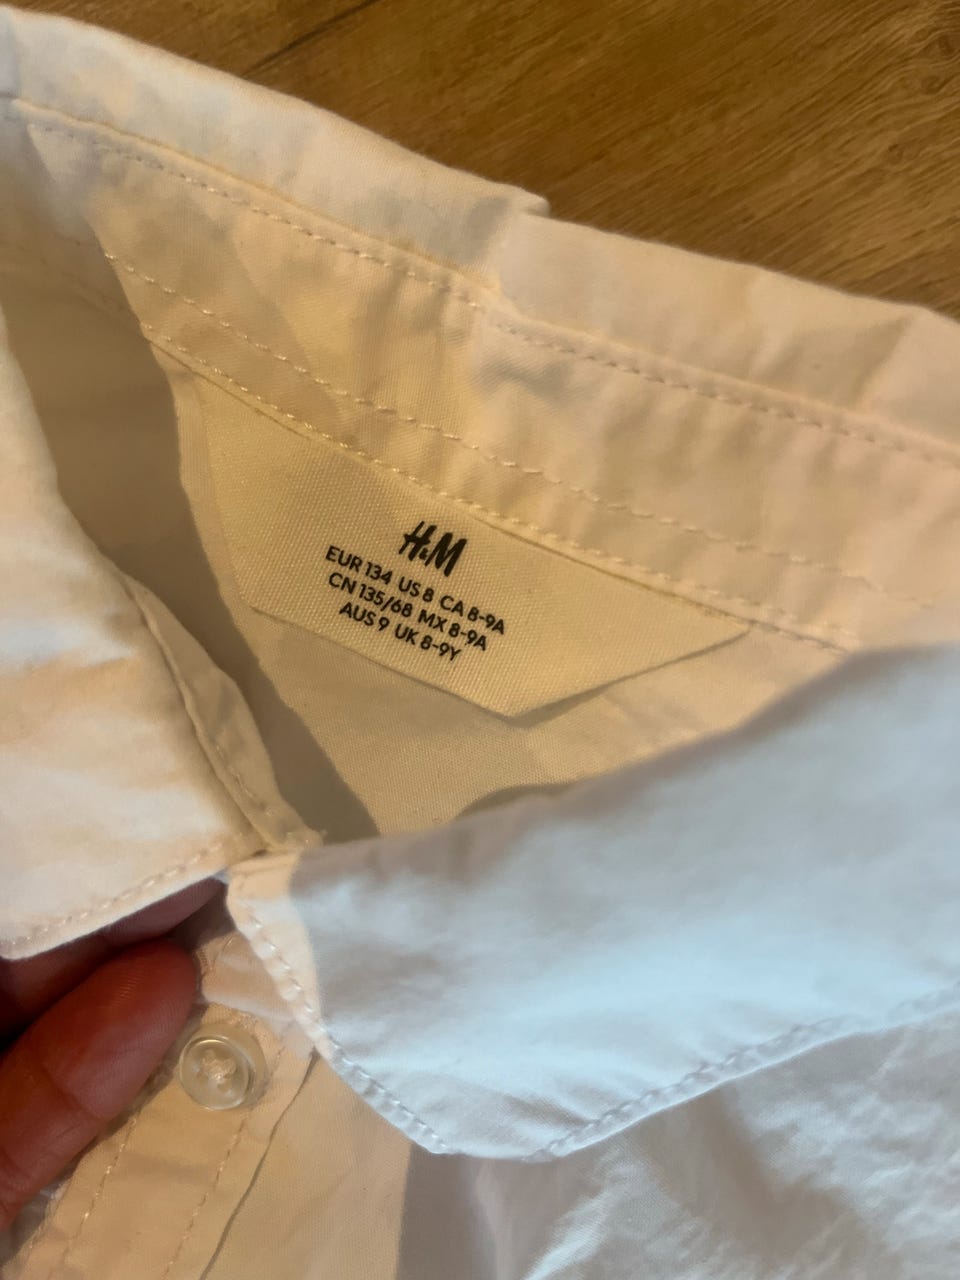 H&M
EUR 134 US 8 CA 8-9A
CN 135/68 MX 8-9A
AUS 9 UK 8-9Y